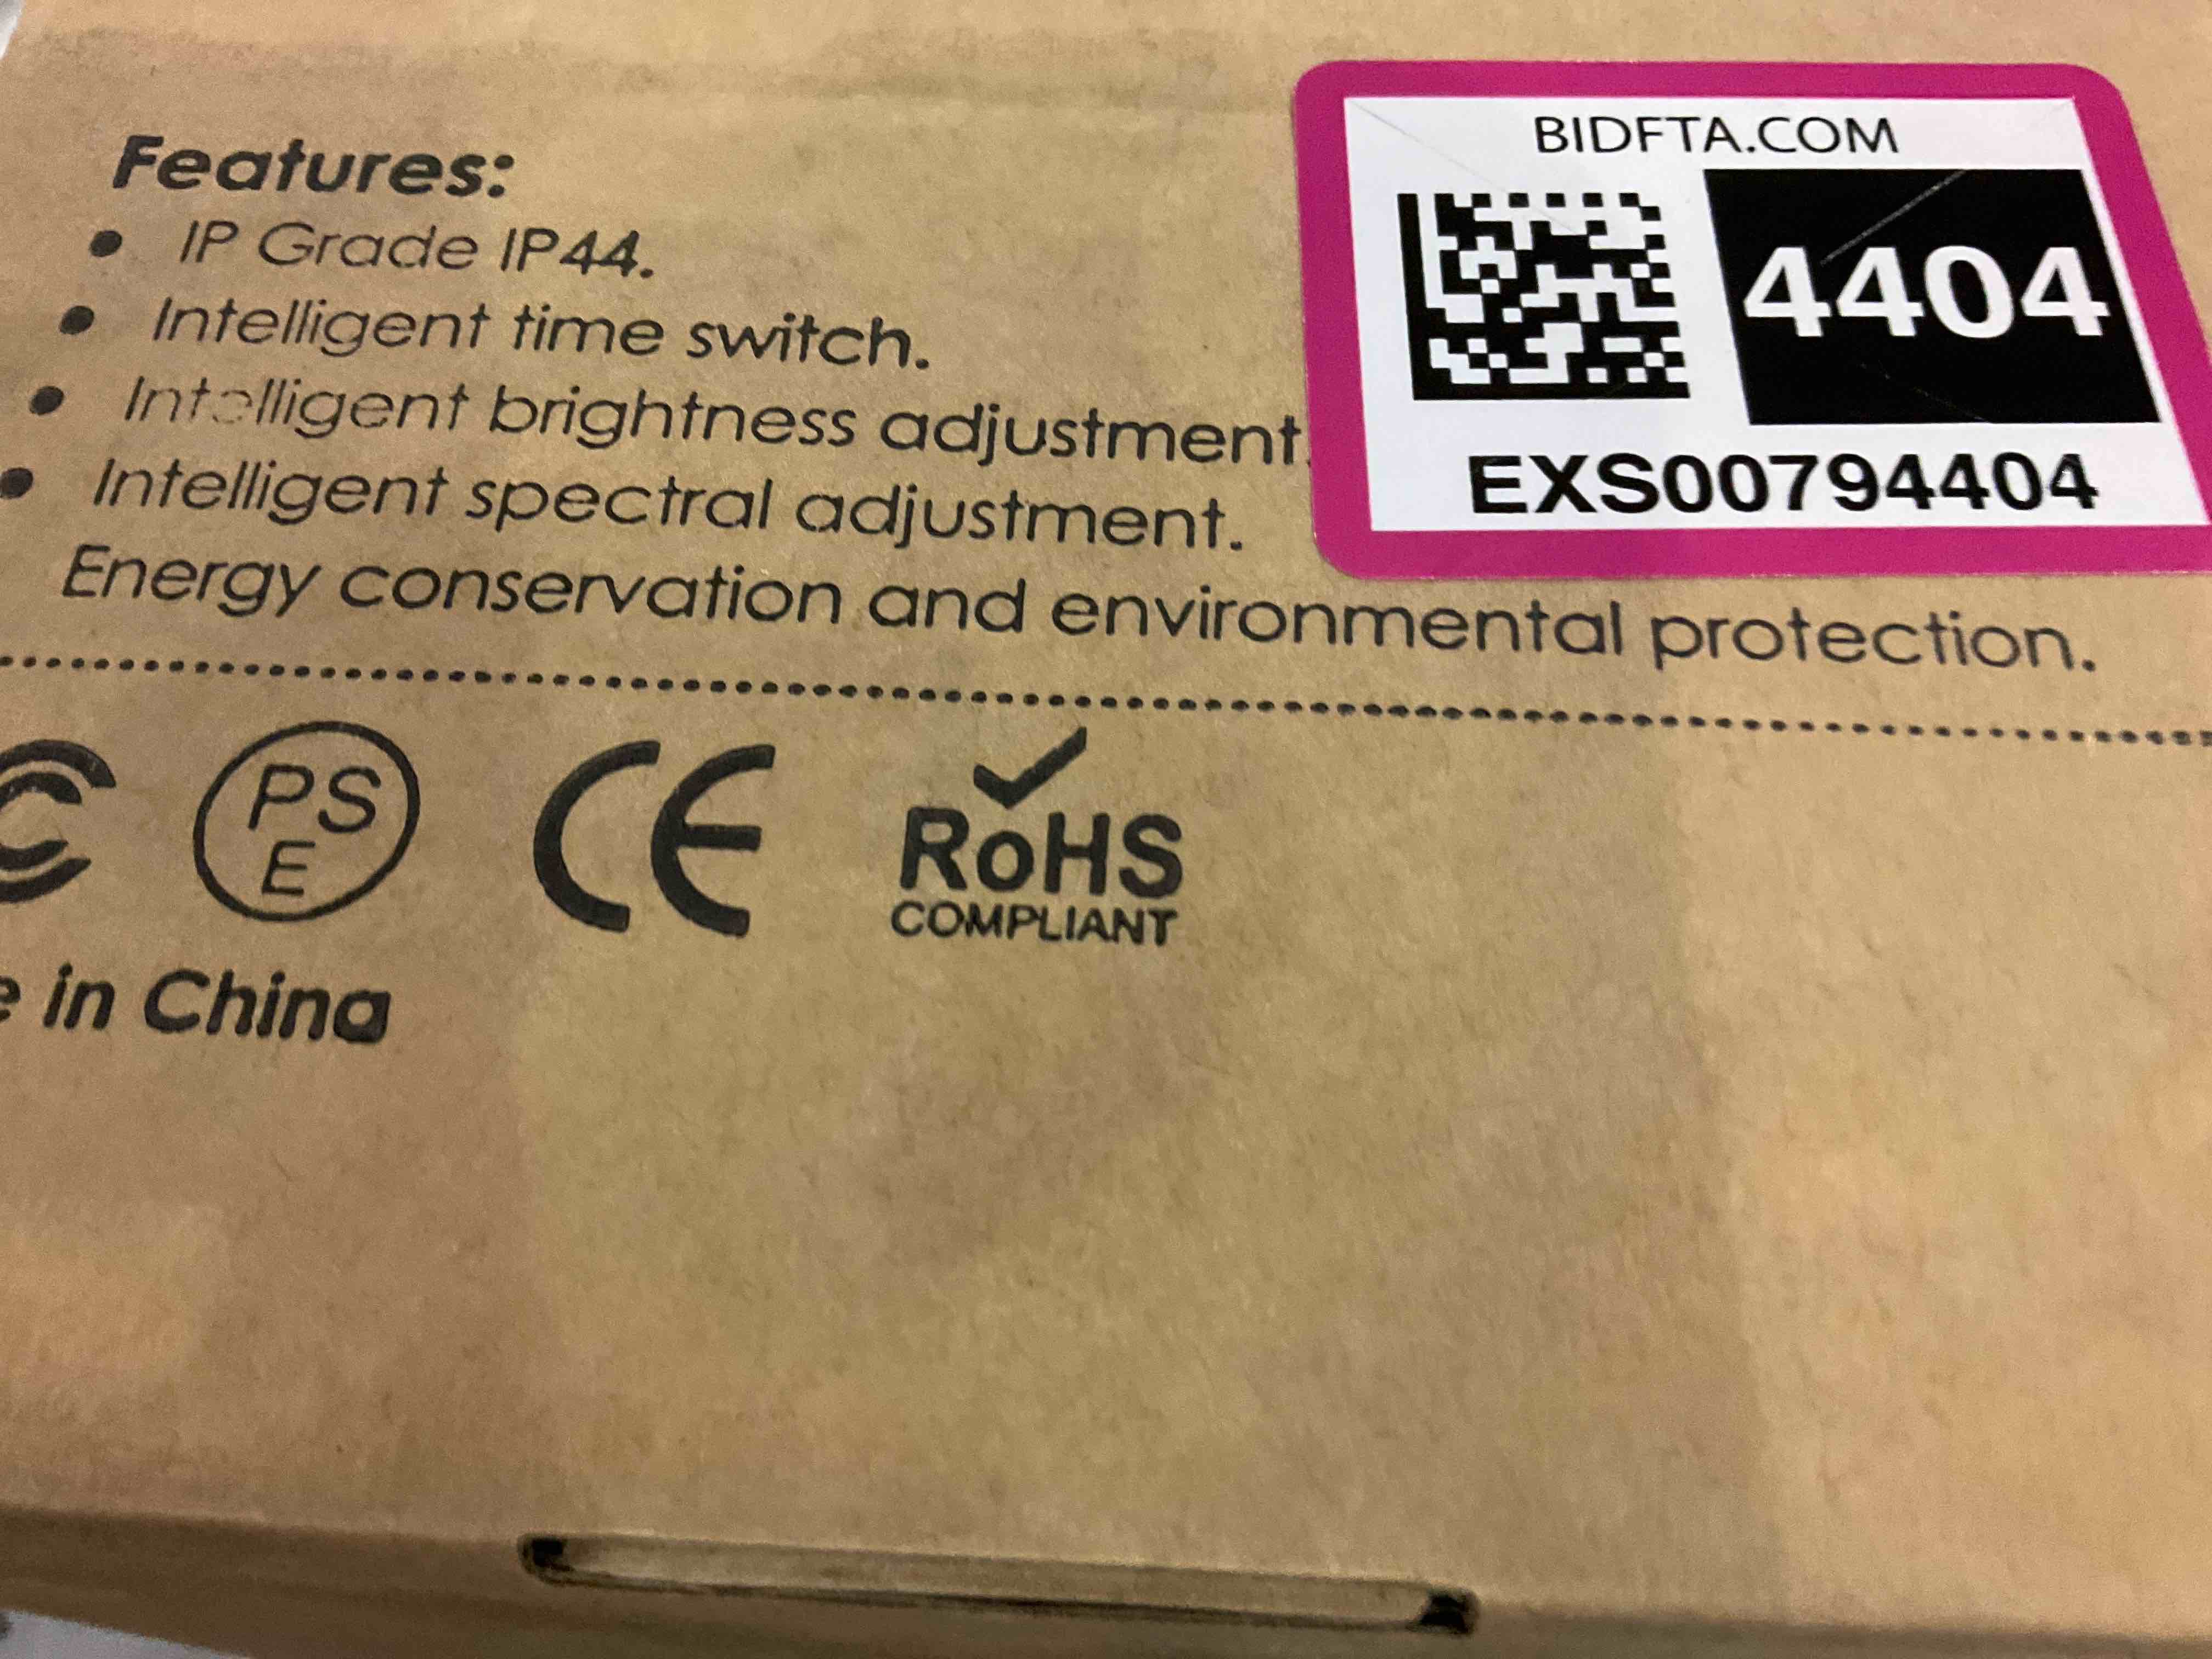 BIDFTA.COM
4404
EXS00794404
Features:
• IP Grade IP44.
• Intelligent time switch.
• Intelligent brightness adjustment.
• Intelligent spectral adjustment.
Energy conservation and environmental protection.
PS
E
CE
RoHS
COMPLIANT
in China